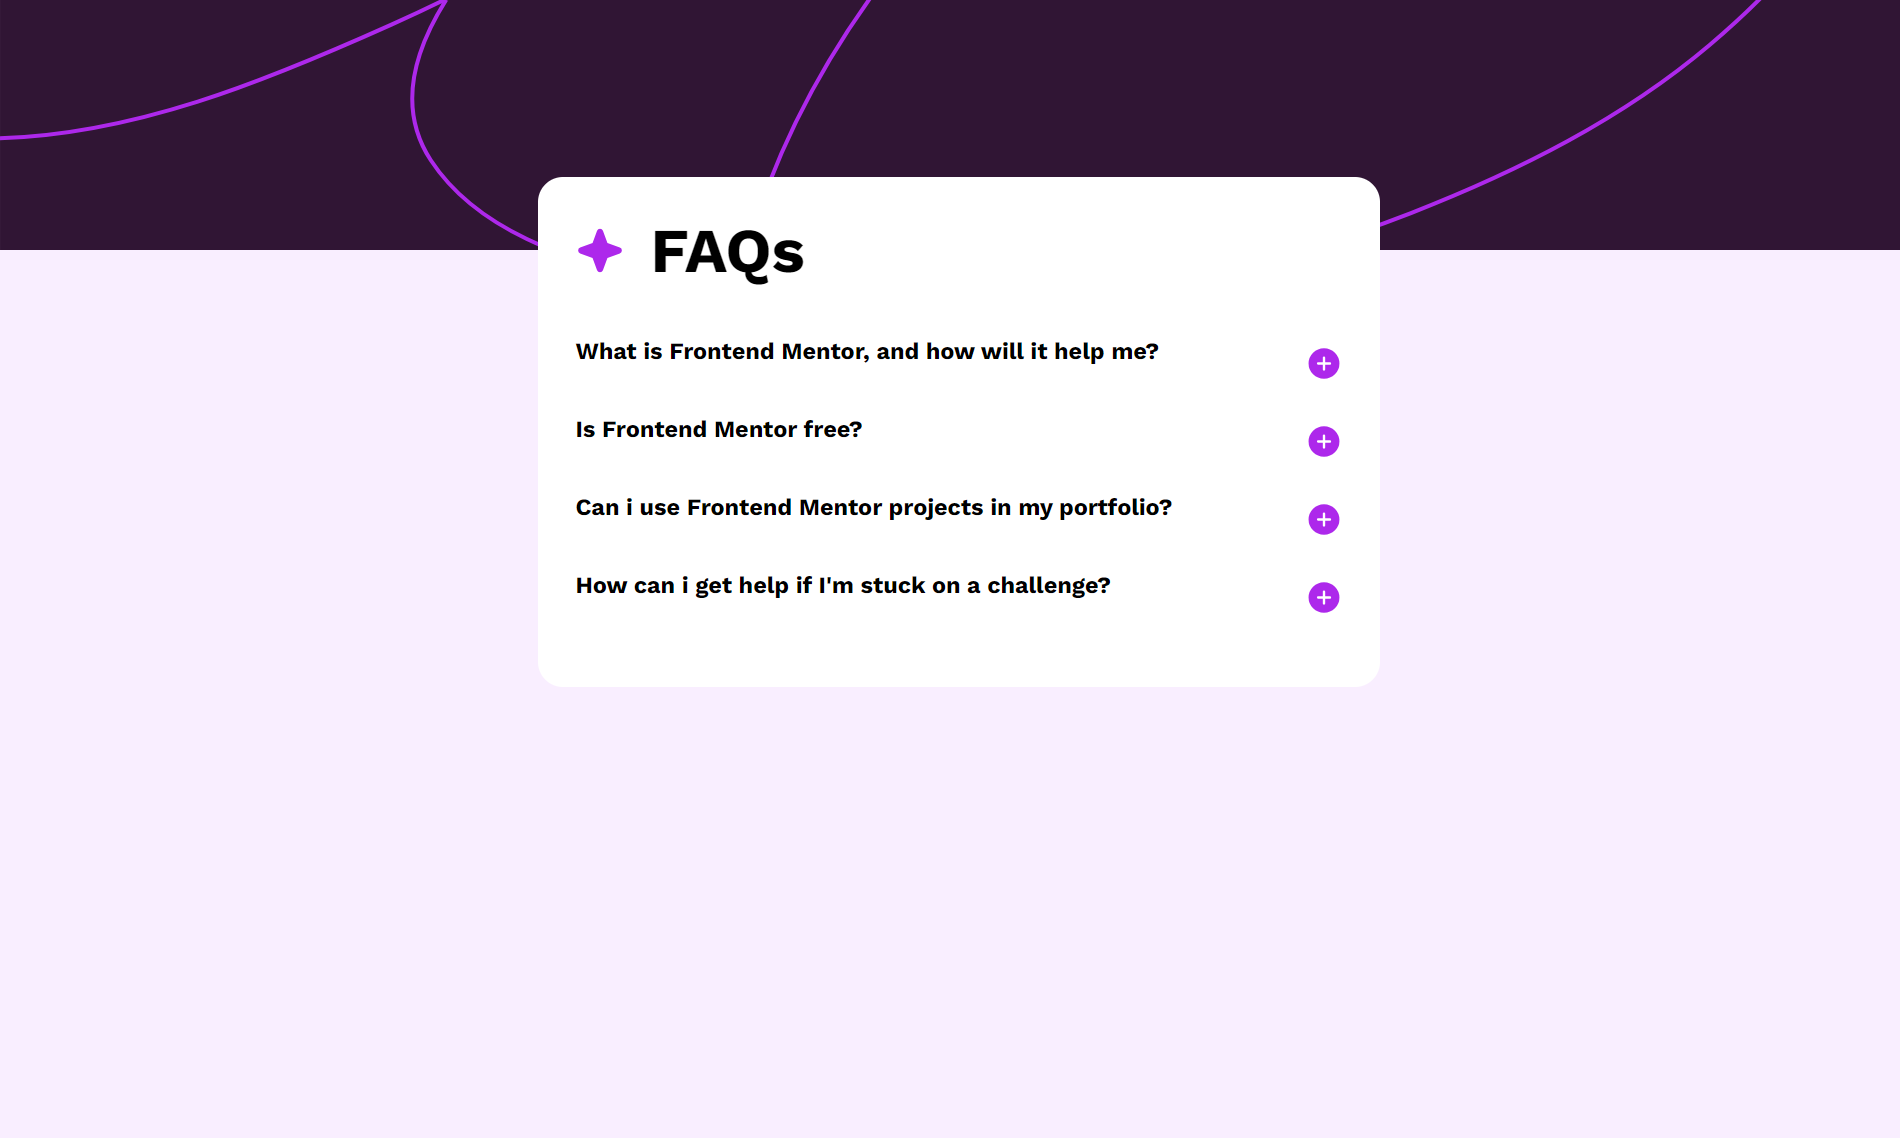 FAQs
What is Frontend Mentor, and how will it help me?
Is Frontend Mentor free?
Can i use Frontend Mentor projects in my portfolio?
How can i get help if I'm stuck on a challenge?